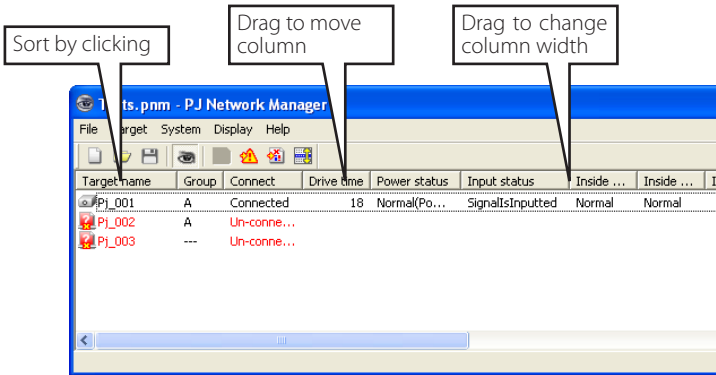 Sort by clicking
Drag to move
column
Drag to change
column width
ts.pnm - PJ Network Manager
File
System Display Help
Target name Group Connect Drive time Power status Input status Inside ... Inside ...
Pj_001 A Connected 18 Normal(Po... SignalIsInputted Normal Normal
Pj_002 A Un-conne...
Pj_003 --- Un-conne...